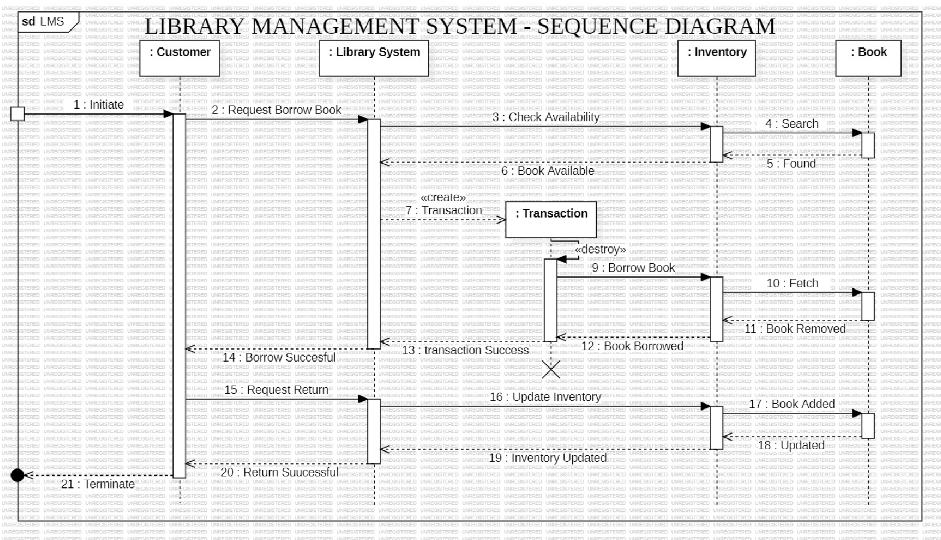 sd LMS
LIBRARY MANAGEMENT SYSTEM - SEQUENCE DIAGRAM
: Customer
: Library System
: Inventory
: Book
1 : Initiate
2 : Request Borrow Book
3 : Check Availability
4 : Search
5 : Found
6 : Book Available
«create»
7 : Transaction
: Transaction
«destroy»
9 : Borrow Book
10 : Fetch
11 : Book Removed
12 : Book Borrowed
13 : transaction Success
14 : Borrow Succesful
15 : Request Return
16 : Update Inventory
17 : Book Added
18 : Updated
19 : Inventory Updated
20 : Return Successful
21 : Terminate